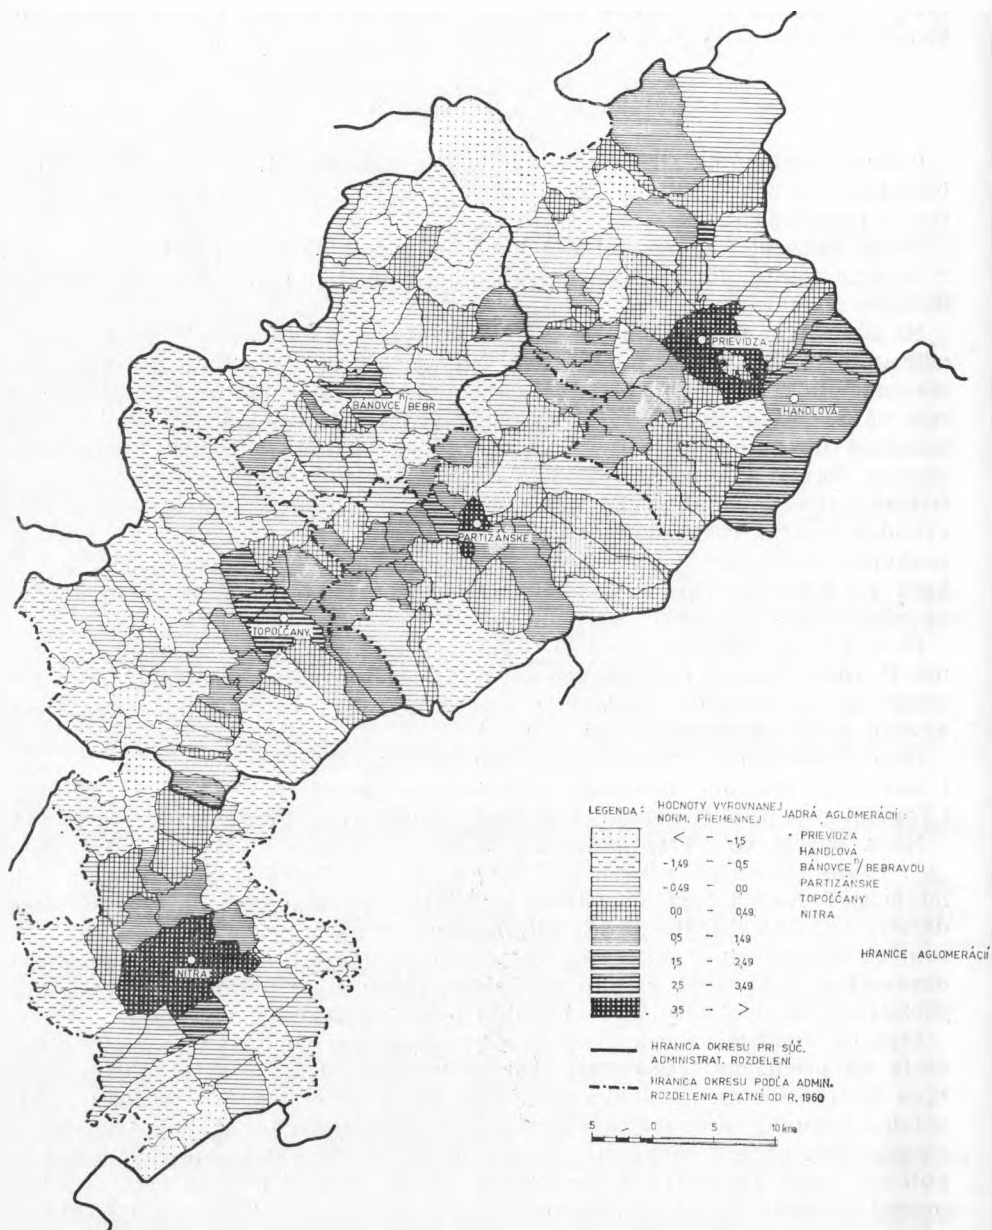 PRIEVIDZA
HANDLOVÁ
BÁNOVCE n/BEBR.
PARTIZÁNSKE
TOPOĽČANY
NITRA
LEGENDA:
HODNOTY VYROVNANEJ
NORM. PREMENNEJ
< – -1,5
-1,49 – -0,5
-0,49 – 0,0
0,0 – 0,49
0,5 – 1,49
1,5 – 2,49
2,5 – 3,49
3,5 – >
JADRÁ AGLOMERÁCIÍ:
PRIEVIDZA
HANDLOVÁ
BÁNOVCE n/BEBRAVOU
PARTIZÁNSKE
TOPOĽČANY
NITRA
HRANICE AGLOMERÁCIÍ
HRANICA OKRESU PRI SÚČ.
ADMINISTRAT. ROZDELENÍ
HRANICA OKRESU PODĽA ADMIN.
ROZDELENIA PLATNÉ OD R. 1960
5 0 5 10 km